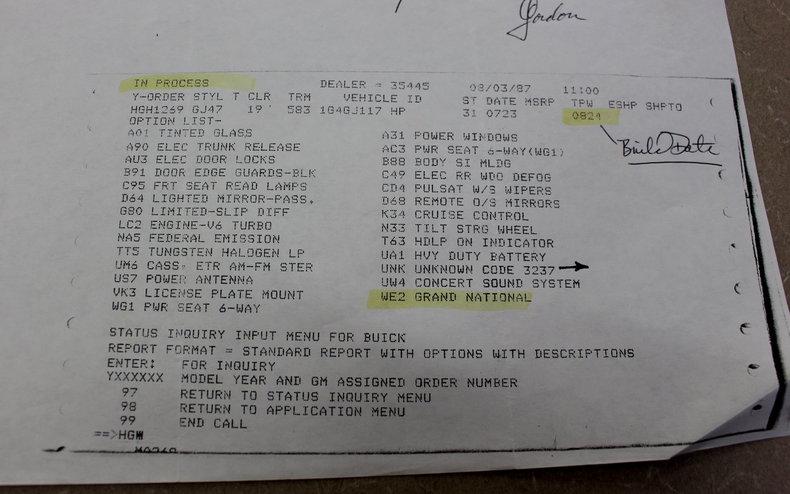 Gordon
IN PROCESS DEALER = 35445 08/03/87 11:00
Y-ORDER STYL T CLR TRM VEHICLE ID ST DATE MSRP TPW ESHP SHPTO
HGH1269 GJ47 19 583 1G4GJ117 HP 31 0723 0824
OPTION LIST-
Build Date
A01 TINTED GLASS A31 POWER WINDOWS
A90 ELEC TRUNK RELEASE AC3 PWR SEAT 6-WAY(WG1)
AU3 ELEC DOOR LOCKS B88 BODY SI MLDG
B91 DOOR EDGE GUARDS-BLK C49 ELEC RR WDO DEFOG
C95 FRT SEAT READ LAMPS CD4 PULSAT W/S WIPERS
D64 LIGHTED MIRROR-PASS. D68 REMOTE O/S MIRRORS
G80 LIMITED-SLIP DIFF K34 CRUISE CONTROL
LC2 ENGINE-V6 TURBO N33 TILT STRG WHEEL
NA5 FEDERAL EMISSION T63 HDLP ON INDICATOR
TT5 TUNGSTEN HALOGEN LP UA1 HVY DUTY BATTERY
UM6 CASS. ETR AM-FM STER UNK UNKNOWN CODE 3237
US7 POWER ANTENNA UW4 CONCERT SOUND SYSTEM
VK3 LICENSE PLATE MOUNT WE2 GRAND NATIONAL
WG1 PWR SEAT 6-WAY
STATUS INQUIRY INPUT MENU FOR BUICK
REPORT FORMAT = STANDARD REPORT WITH OPTIONS WITH DESCRIPTIONS
ENTER: FOR INQUIRY
YXXXXXX MODEL YEAR AND GM ASSIGNED ORDER NUMBER
97 RETURN TO STATUS INQUIRY MENU
98 RETURN TO APPLICATION MENU
99 END CALL
==>HGW